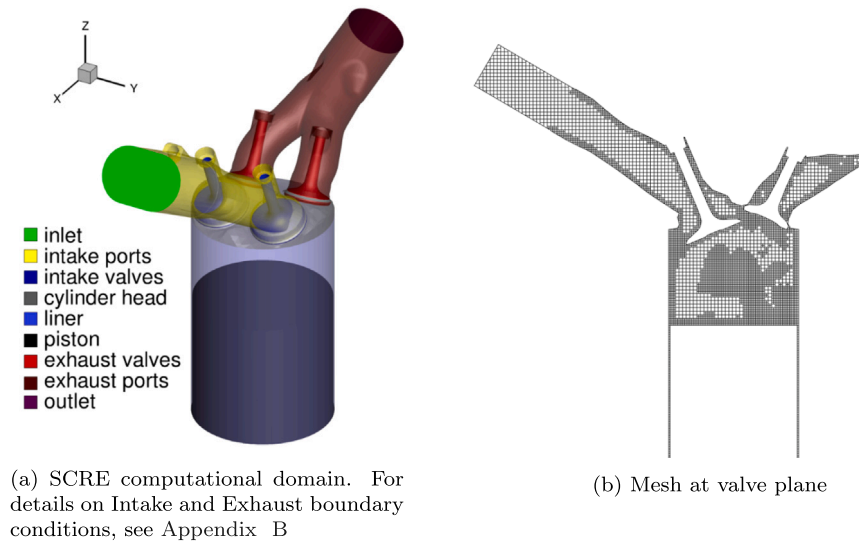 Z
X
Y
inlet
intake ports
intake valves
cylinder head
liner
piston
exhaust valves
exhaust ports
outlet
(a) SCRE computational domain. For
details on Intake and Exhaust boundary
conditions, see Appendix B
(b) Mesh at valve plane